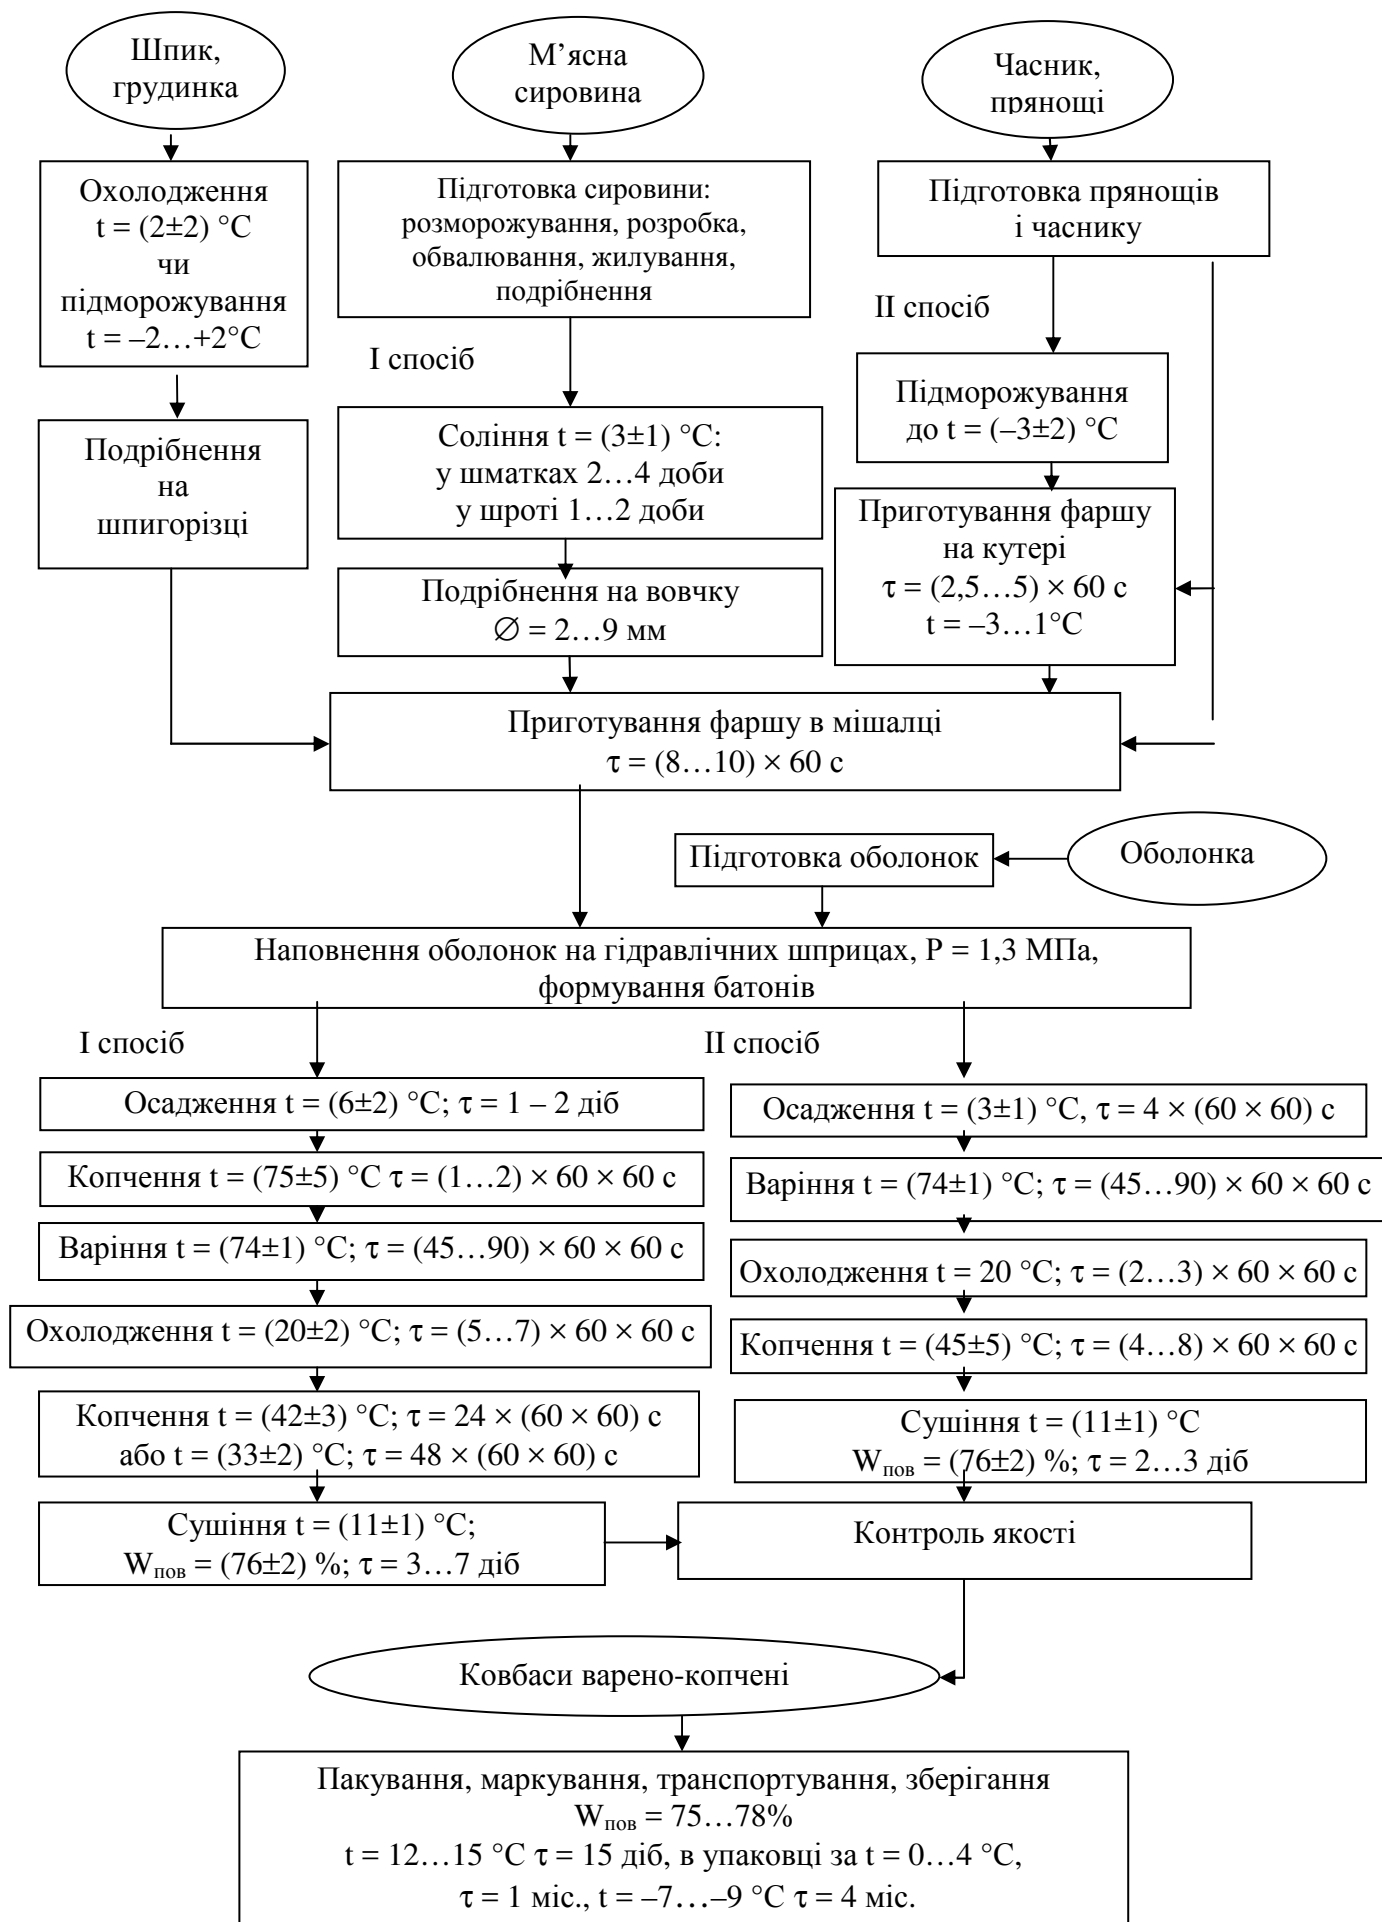 Шпик,
грудинка
М’ясна
сировина
Часник,
прянощі
Охолодження
t = (2±2) °С
чи
підморожування
t = –2…+2°С
Підготовка сировини:
розморожування, розробка,
обвалювання, жилування,
подрібнення
Підготовка прянощів
і часнику
І спосіб
ІІ спосіб
Подрібнення
на
шпигорізці
Соління t = (3±1) °С:
у шматках 2…4 доби
у шроті 1…2 доби
Підморожування
до t = (–3±2) °С
Подрібнення на вовчку
∅ = 2…9 мм
Приготування фаршу
на кутері
τ = (2,5…5) × 60 с
t = –3…1°С
Приготування фаршу в мішалці
τ = (8…10) × 60 с
Підготовка оболонок
Оболонка
Наповнення оболонок на гідравлічних шприцах, Р = 1,3 МПа,
формування батонів
І спосіб
Осадження t = (6±2) °С; τ = 1 – 2 діб
Копчення t = (75±5) °С τ = (1…2) × 60 × 60 с
Варіння t = (74±1) °С; τ = (45…90) × 60 × 60 с
Охолодження t = (20±2) °С; τ = (5…7) × 60 × 60 с
Копчення t = (42±3) °С; τ = 24 × (60 × 60) с
або t = (33±2) °С; τ = 48 × (60 × 60) с
Сушіння t = (11±1) °С;
Wпов = (76±2) %; τ = 3…7 діб
ІІ спосіб
Осадження t = (3±1) °С, τ = 4 × (60 × 60) с
Варіння t = (74±1) °С; τ = (45…90) × 60 × 60 с
Охолодження t = 20 °С; τ = (2…3) × 60 × 60 с
Копчення t = (45±5) °С; τ = (4…8) × 60 × 60 с
Сушіння t = (11±1) °С
Wпов = (76±2) %; τ = 2…3 діб
Контроль якості
Ковбаси варено-копчені
Пакування, маркування, транспортування, зберігання
Wпов = 75…78%
t = 12…15 °С τ = 15 діб, в упаковці за t = 0…4 °С,
τ = 1 міс., t = –7…–9 °С τ = 4 міс.